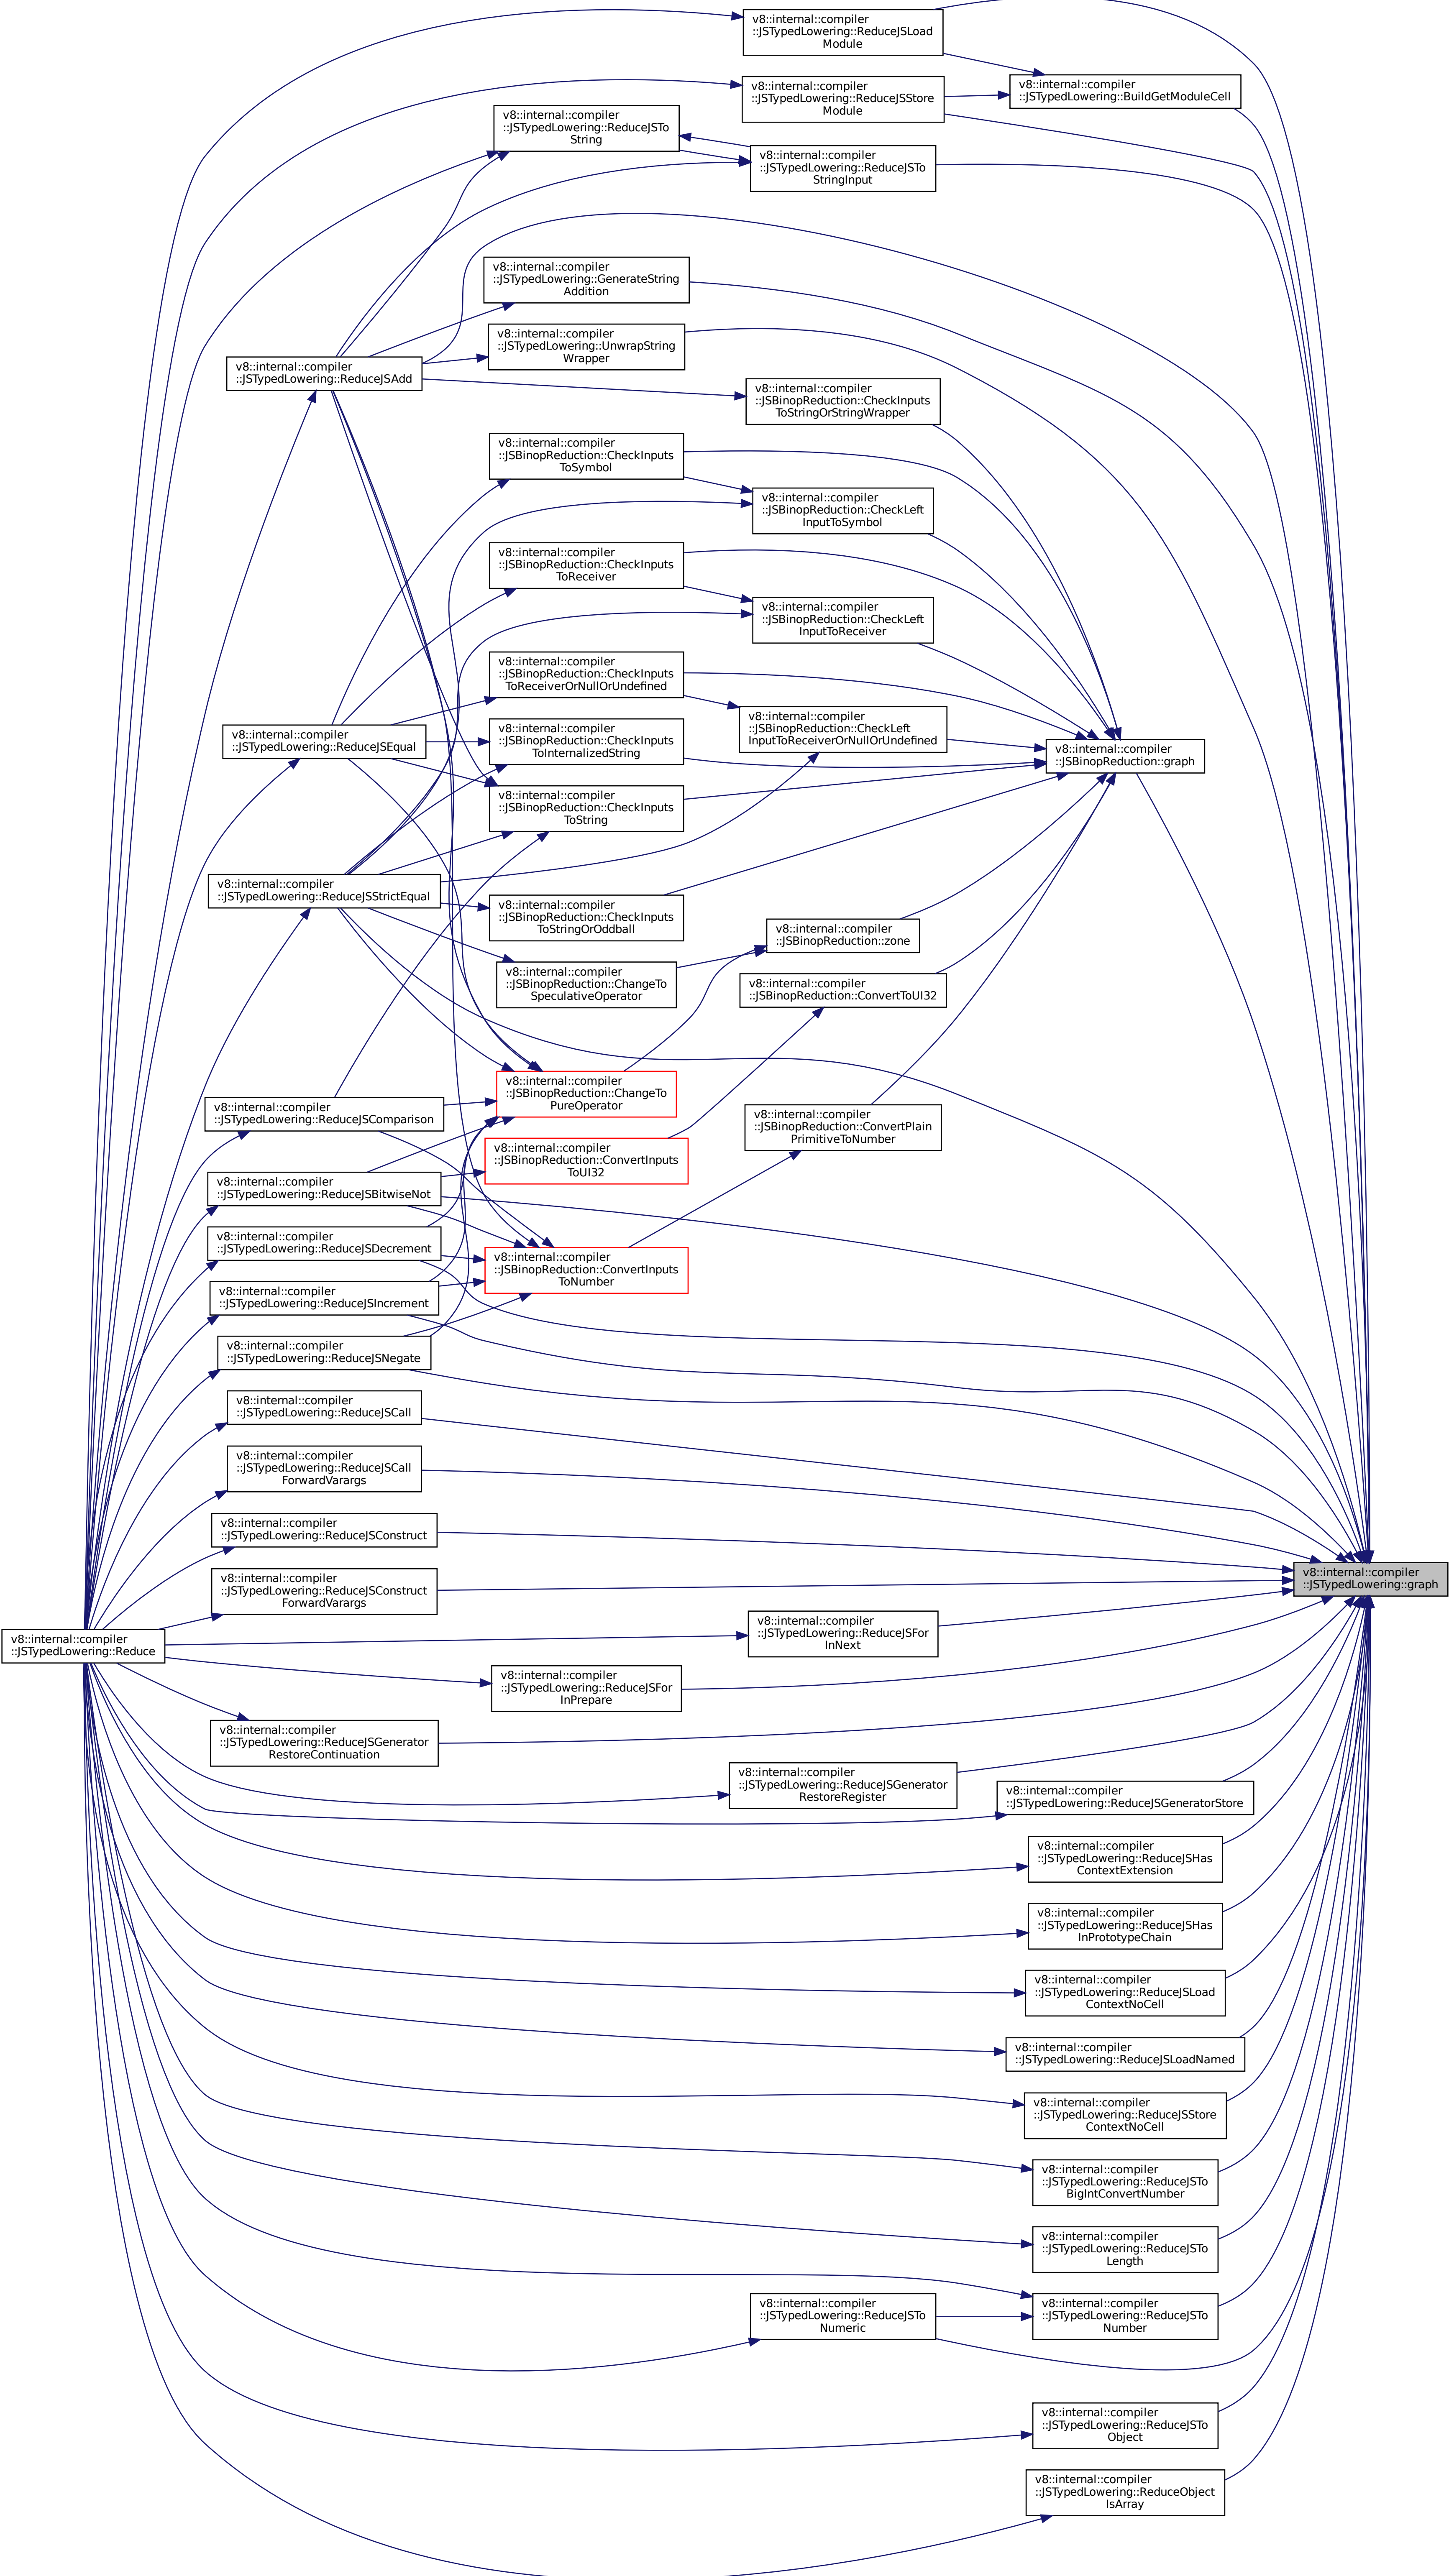 v8::internal::compiler
::JSTypedLowering::ReduceJSLoad
Module
v8::internal::compiler
::JSTypedLowering::ReduceJSStore
Module
v8::internal::compiler
::JSTypedLowering::BuildGetModuleCell
v8::internal::compiler
::JSTypedLowering::ReduceJSTo
String
v8::internal::compiler
::JSTypedLowering::ReduceJSTo
StringInput
v8::internal::compiler
::JSTypedLowering::GenerateString
Addition
v8::internal::compiler
::JSTypedLowering::UnwrapString
Wrapper
v8::internal::compiler
::JSTypedLowering::ReduceJSAdd
v8::internal::compiler
::JSBinopReduction::CheckInputs
ToStringOrStringWrapper
v8::internal::compiler
::JSBinopReduction::CheckInputs
ToSymbol
v8::internal::compiler
::JSBinopReduction::CheckLeft
InputToSymbol
v8::internal::compiler
::JSBinopReduction::CheckInputs
ToReceiver
v8::internal::compiler
::JSBinopReduction::CheckLeft
InputToReceiver
v8::internal::compiler
::JSBinopReduction::CheckInputs
ToReceiverOrNullOrUndefined
v8::internal::compiler
::JSBinopReduction::CheckLeft
InputToReceiverOrNullOrUndefined
v8::internal::compiler
::JSTypedLowering::ReduceJSEqual
v8::internal::compiler
::JSBinopReduction::CheckInputs
ToInternalizedString
v8::internal::compiler
::JSBinopReduction::graph
v8::internal::compiler
::JSBinopReduction::CheckInputs
ToString
v8::internal::compiler
::JSTypedLowering::ReduceJSStrictEqual
v8::internal::compiler
::JSBinopReduction::CheckInputs
ToStringOrOddball
v8::internal::compiler
::JSBinopReduction::zone
v8::internal::compiler
::JSBinopReduction::ChangeTo
SpeculativeOperator
v8::internal::compiler
::JSBinopReduction::ConvertToUI32
v8::internal::compiler
::JSBinopReduction::ChangeTo
PureOperator
v8::internal::compiler
::JSTypedLowering::ReduceJSComparison
v8::internal::compiler
::JSBinopReduction::ConvertPlain
PrimitiveToNumber
v8::internal::compiler
::JSBinopReduction::ConvertInputs
ToUI32
v8::internal::compiler
::JSTypedLowering::ReduceJSBitwiseNot
v8::internal::compiler
::JSTypedLowering::ReduceJSDecrement
v8::internal::compiler
::JSBinopReduction::ConvertInputs
ToNumber
v8::internal::compiler
::JSTypedLowering::ReduceJSIncrement
v8::internal::compiler
::JSTypedLowering::ReduceJSNegate
v8::internal::compiler
::JSTypedLowering::ReduceJSCall
v8::internal::compiler
::JSTypedLowering::ReduceJSCall
ForwardVarargs
v8::internal::compiler
::JSTypedLowering::ReduceJSConstruct
v8::internal::compiler
::JSTypedLowering::graph
v8::internal::compiler
::JSTypedLowering::ReduceJSConstruct
ForwardVarargs
v8::internal::compiler
::JSTypedLowering::ReduceJSFor
InNext
v8::internal::compiler
::JSTypedLowering::Reduce
v8::internal::compiler
::JSTypedLowering::ReduceJSFor
InPrepare
v8::internal::compiler
::JSTypedLowering::ReduceJSGenerator
RestoreContinuation
v8::internal::compiler
::JSTypedLowering::ReduceJSGenerator
RestoreRegister
v8::internal::compiler
::JSTypedLowering::ReduceJSGeneratorStore
v8::internal::compiler
::JSTypedLowering::ReduceJSHas
ContextExtension
v8::internal::compiler
::JSTypedLowering::ReduceJSHas
InPrototypeChain
v8::internal::compiler
::JSTypedLowering::ReduceJSLoad
ContextNoCell
v8::internal::compiler
::JSTypedLowering::ReduceJSLoadNamed
v8::internal::compiler
::JSTypedLowering::ReduceJSStore
ContextNoCell
v8::internal::compiler
::JSTypedLowering::ReduceJSTo
BigIntConvertNumber
v8::internal::compiler
::JSTypedLowering::ReduceJSTo
Length
v8::internal::compiler
::JSTypedLowering::ReduceJSTo
Numeric
v8::internal::compiler
::JSTypedLowering::ReduceJSTo
Number
v8::internal::compiler
::JSTypedLowering::ReduceJSTo
Object
v8::internal::compiler
::JSTypedLowering::ReduceObject
IsArray